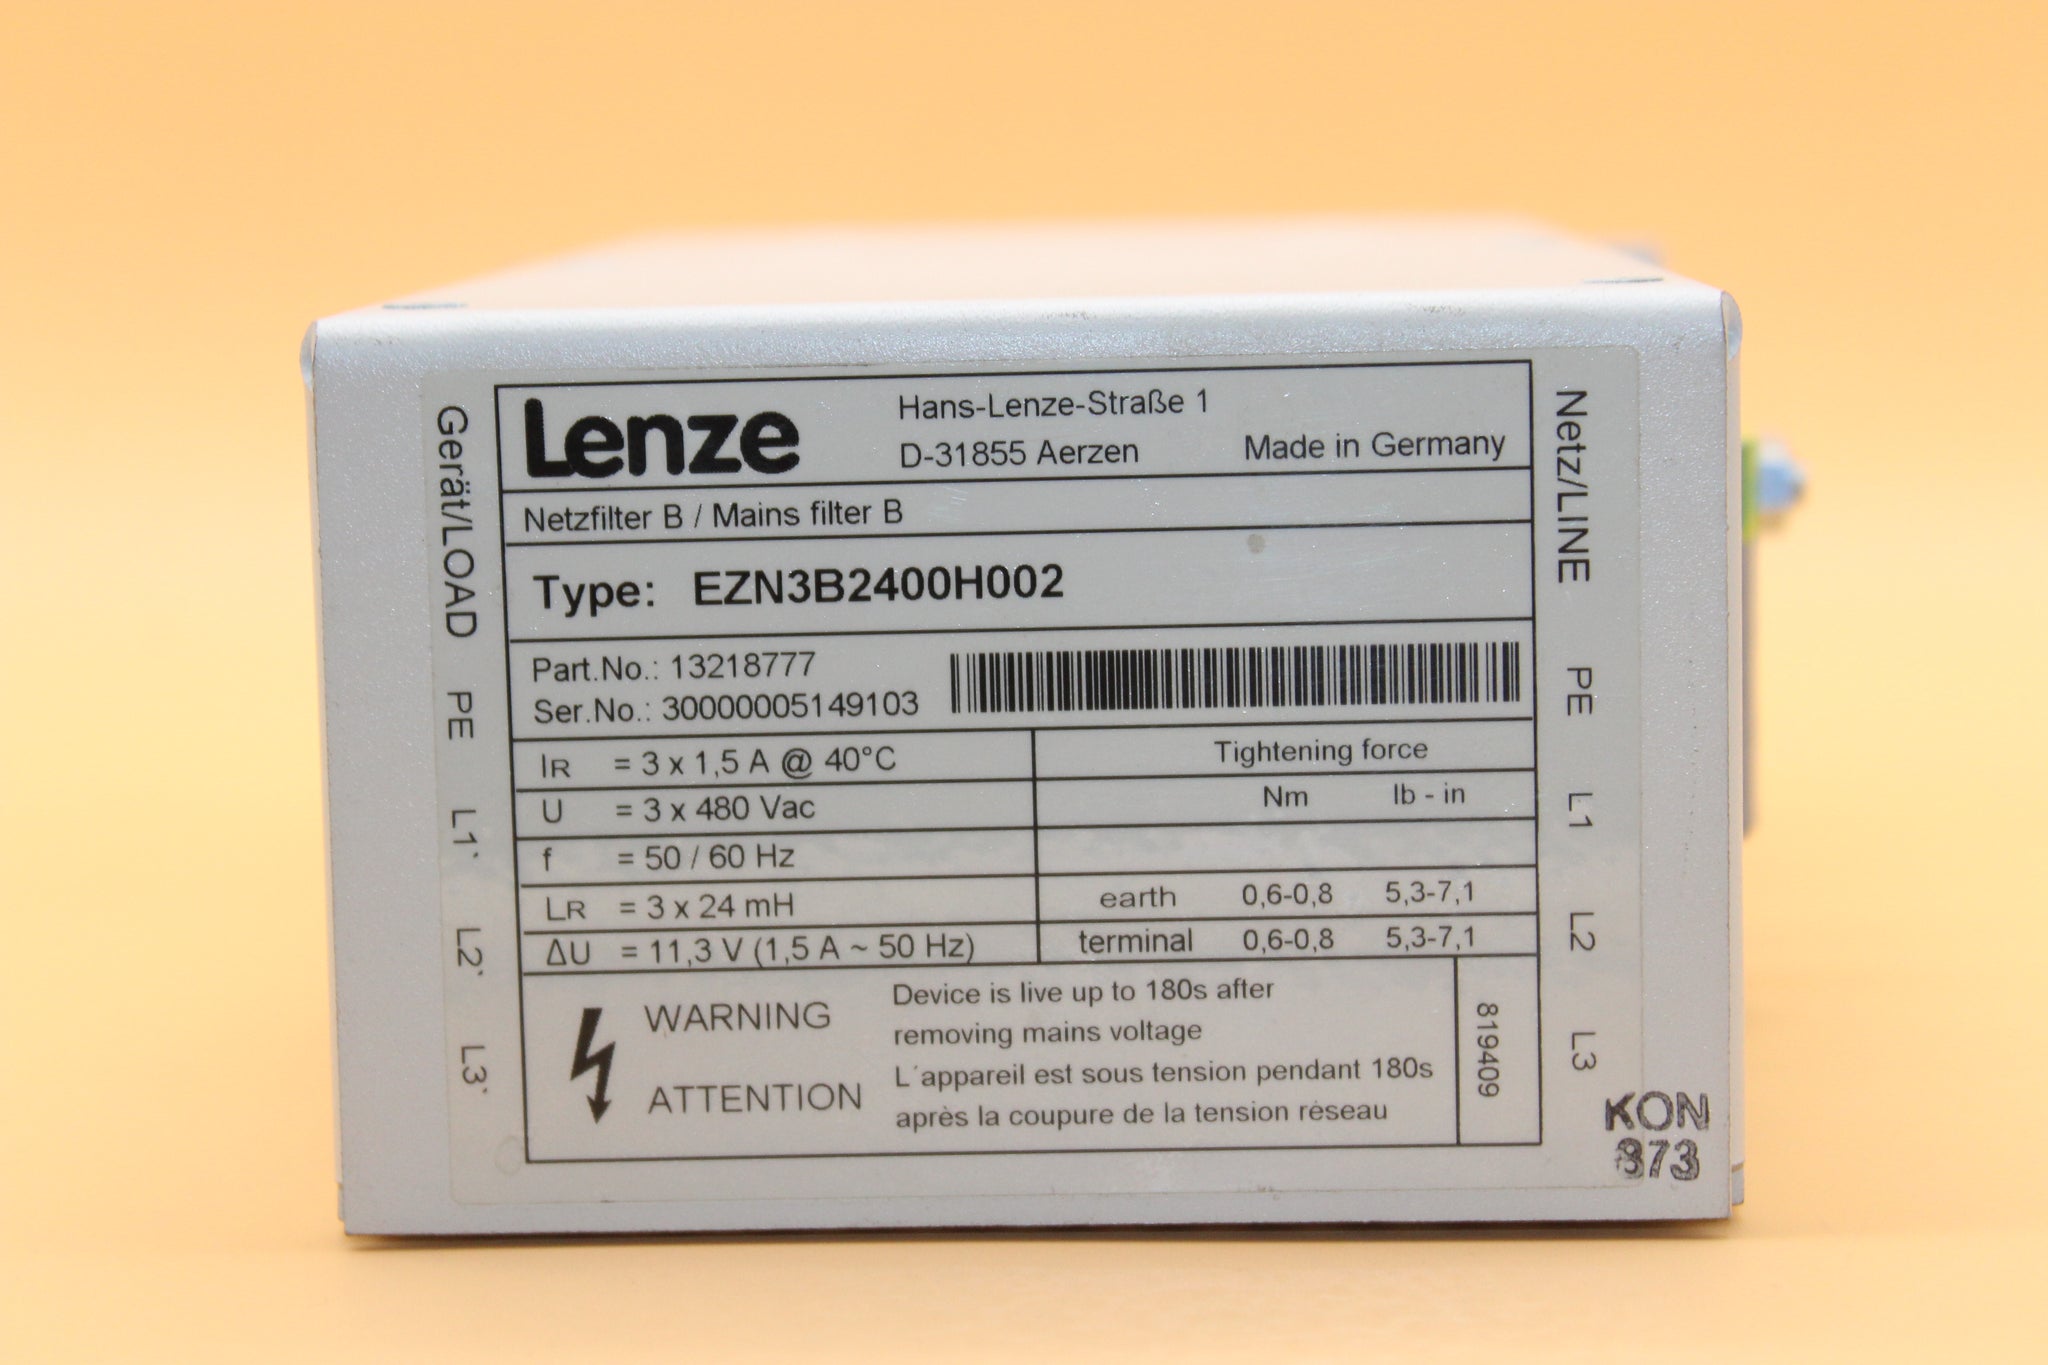 Lenze
Hans-Lenze-Straße 1
D-31855 Aerzen
Made in Germany
Netzfilter B / Mains filter B
Type: EZN3B2400H002
Part.No.: 13218777
Ser.No.: 30000005149103
IR = 3 x 1,5 A @ 40°C
U = 3 x 480 Vac
f = 50 / 60 Hz
LR = 3 x 24 mH
ΔU = 11,3 V (1,5 A ~ 50 Hz)
Tightening force
Nm lb - in
earth 0,6-0,8 5,3-7,1
terminal 0,6-0,8 5,3-7,1
WARNING
ATTENTION
Device is live up to 180s after
removing mains voltage
L´appareil est sous tension pendant 180s
après la coupure de la tension réseau
819409
Gerät/LOAD PE L1` L2` L3`
Netz/LINE PE L1 L2 L3
KON
873